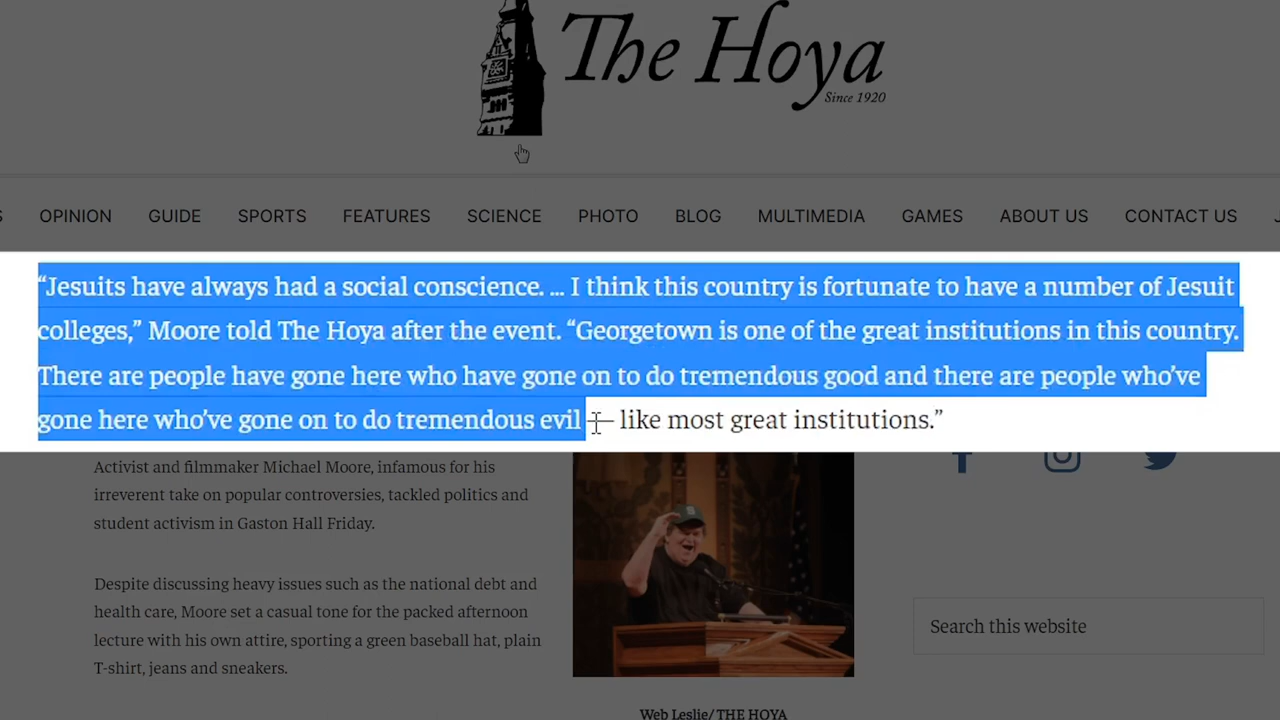 The Hoya
Since 1920
S OPINION GUIDE SPORTS FEATURES SCIENCE PHOTO BLOG MULTIMEDIA GAMES ABOUT US CONTACT US J
“Jesuits have always had a social conscience. ... I think this country is fortunate to have a number of Jesuit
colleges,” Moore told The Hoya after the event. “Georgetown is one of the great institutions in this country.
There are people have gone here who have gone on to do tremendous good and there are people who’ve
gone here who’ve gone on to do tremendous evil — like most great institutions.”
Activist and filmmaker Michael Moore, infamous for his
irreverent take on popular controversies, tackled politics and
student activism in Gaston Hall Friday.
Despite discussing heavy issues such as the national debt and
health care, Moore set a casual tone for the packed afternoon
lecture with his own attire, sporting a green baseball hat, plain
T-shirt, jeans and sneakers.
S
Web Leslie/ THE HOYA
Search this website